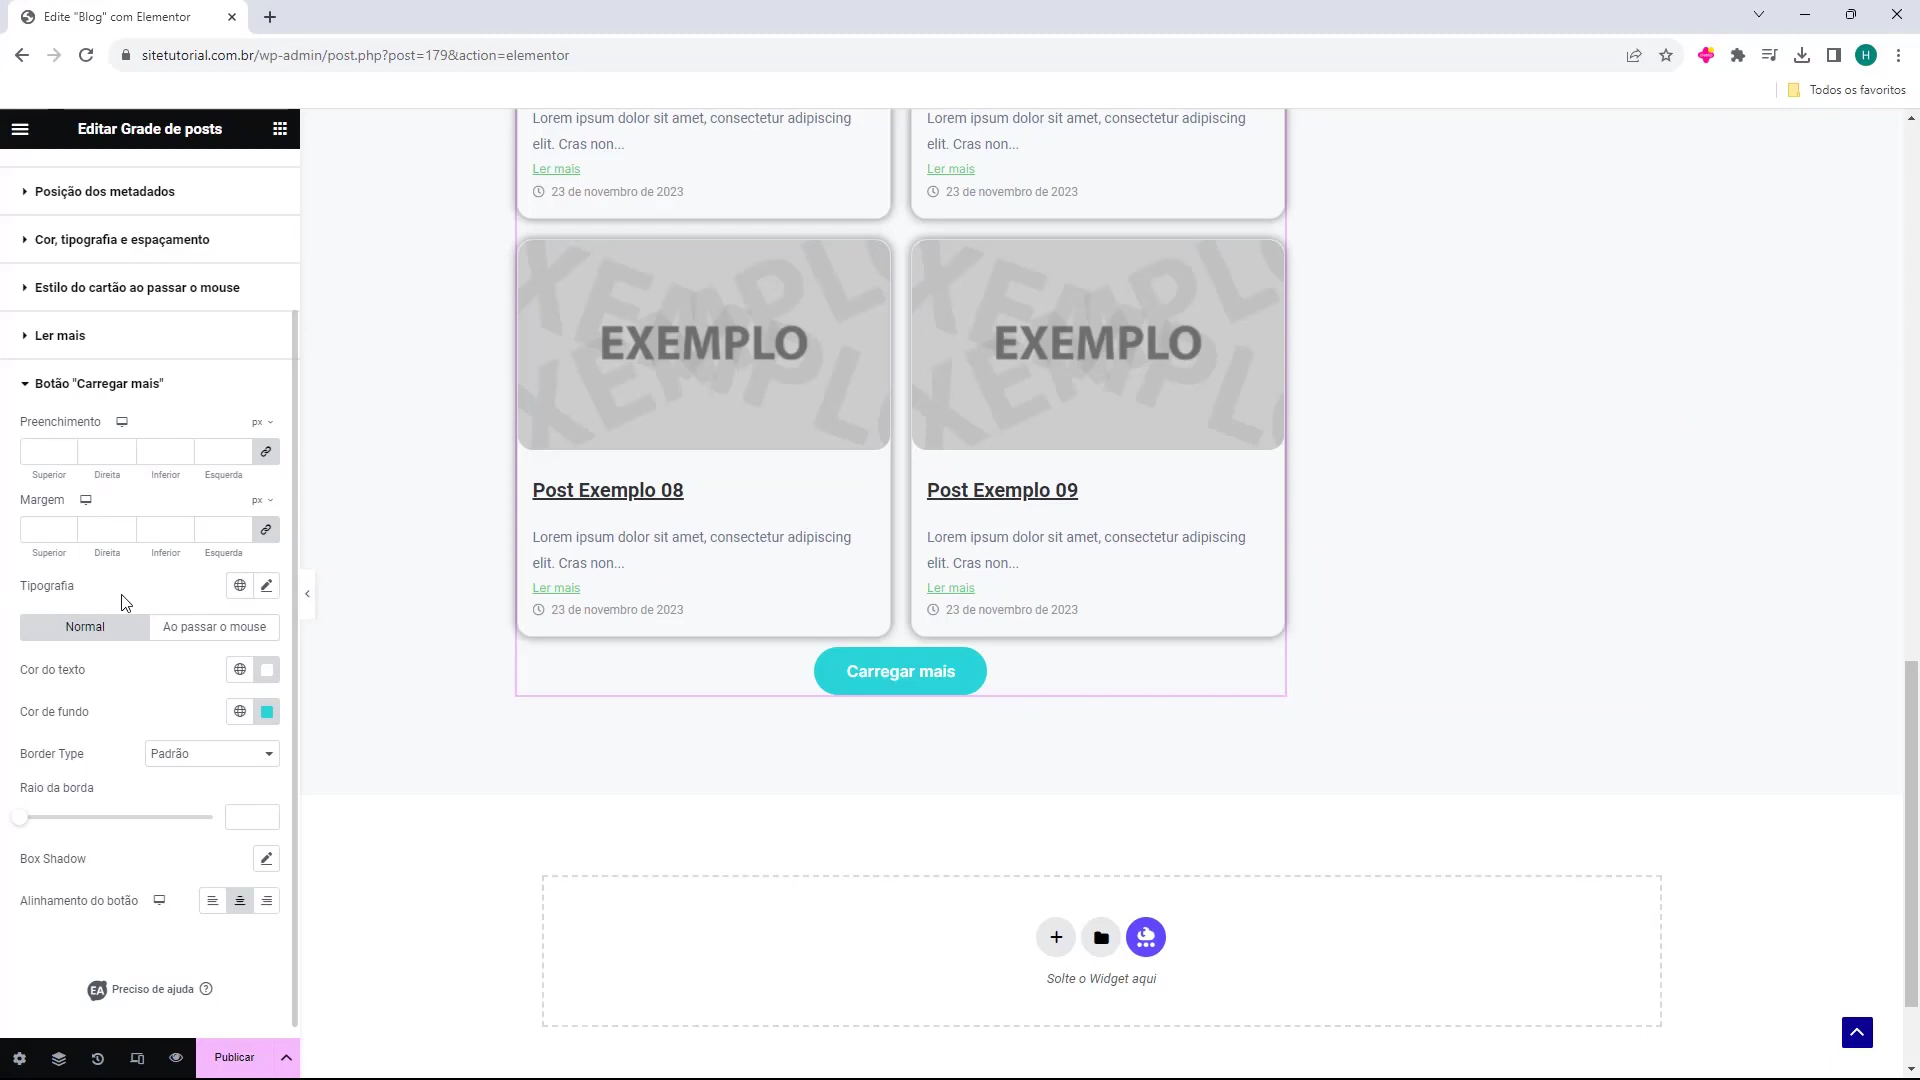 Edite "Blog" com Elementor
sitetutorial.com.br/wp-admin/post.php?post=179&action=elementor
H
Todos os favoritos
Editar Grade de posts
Posição dos metadados
Cor, tipografia e espaçamento
Estilo do cartão ao passar o mouse
Ler mais
Botão "Carregar mais"
Preenchimento
px
Superior Direita Inferior Esquerda
Margem
px
Superior Direita Inferior Esquerda
Tipografia
Normal Ao passar o mouse
Cor do texto
Cor de fundo
Border Type Padrão
Raio da borda
Box Shadow
Alinhamento do botão
EA Preciso de ajuda ?
Publicar
Lorem ipsum dolor sit amet, consectetur adipiscing
elit. Cras non...
Ler mais
23 de novembro de 2023
Lorem ipsum dolor sit amet, consectetur adipiscing
elit. Cras non...
Ler mais
23 de novembro de 2023
EXEMPLO
Post Exemplo 08
Lorem ipsum dolor sit amet, consectetur adipiscing
elit. Cras non...
Ler mais
23 de novembro de 2023
EXEMPLO
Post Exemplo 09
Lorem ipsum dolor sit amet, consectetur adipiscing
elit. Cras non...
Ler mais
23 de novembro de 2023
Carregar mais
Solte o Widget aqui